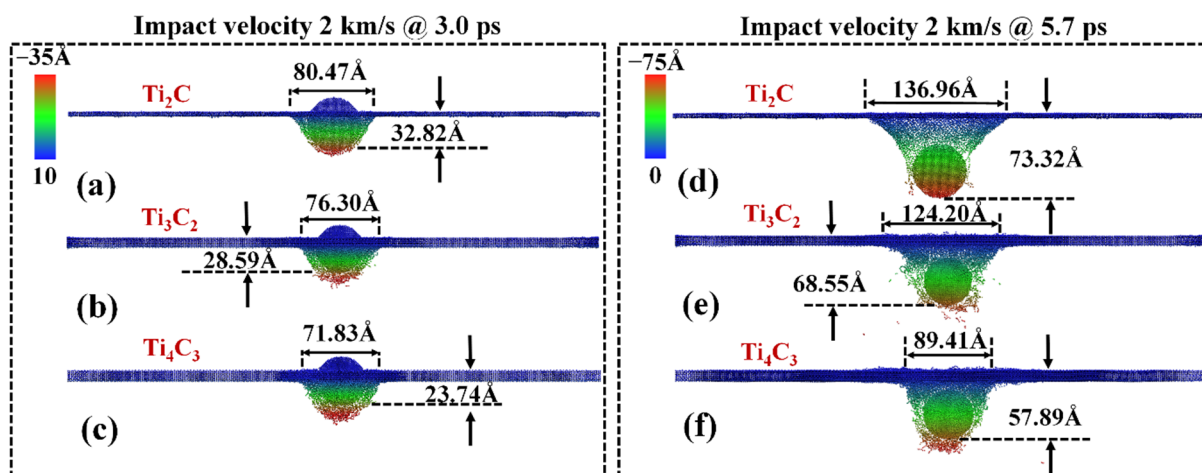 Impact velocity 2 km/s @ 3.0 ps
−35Å
10
Ti₂C
80.47Å
32.82Å
(a)
Ti₃C₂
76.30Å
28.59Å
(b)
Ti₄C₃
71.83Å
23.74Å
(c)
Impact velocity 2 km/s @ 5.7 ps
−75Å
0
Ti₂C
136.96Å
73.32Å
(d)
Ti₃C₂
124.20Å
68.55Å
(e)
Ti₄C₃
89.41Å
57.89Å
(f)